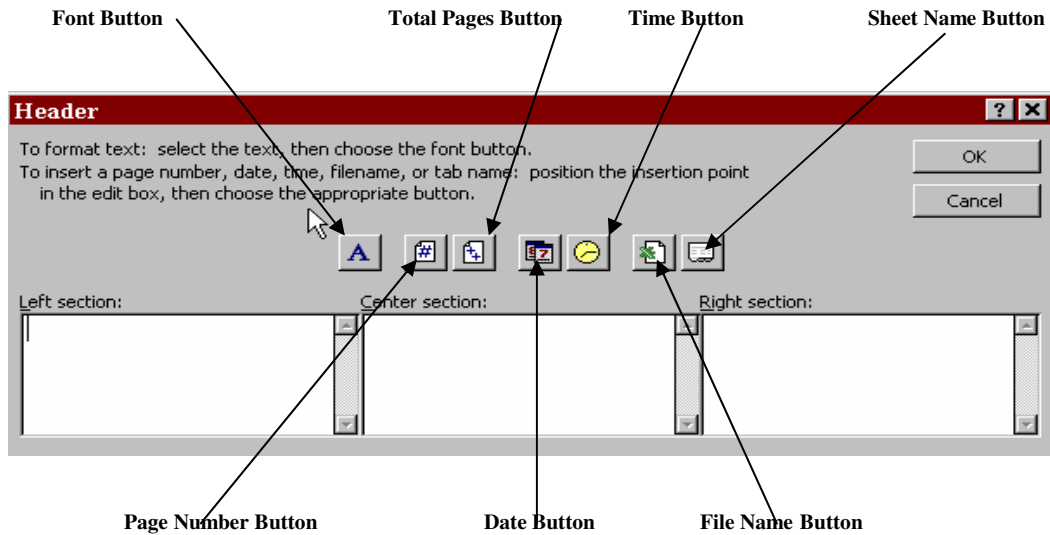 Font Button Total Pages Button Time Button Sheet Name Button
Header
To format text: select the text, then choose the font button.
To insert a page number, date, time, filename, or tab name: position the insertion point
in the edit box, then choose the appropriate button.
OK
Cancel
A
Left section: Center section: Right section:
Page Number Button Date Button File Name Button